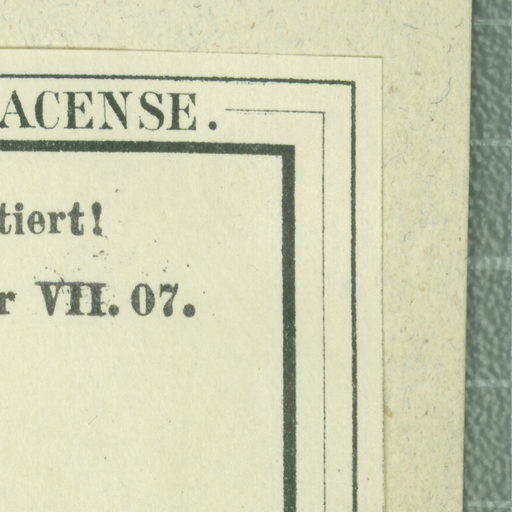 ACENSE.
tiert!
r VII. 07.